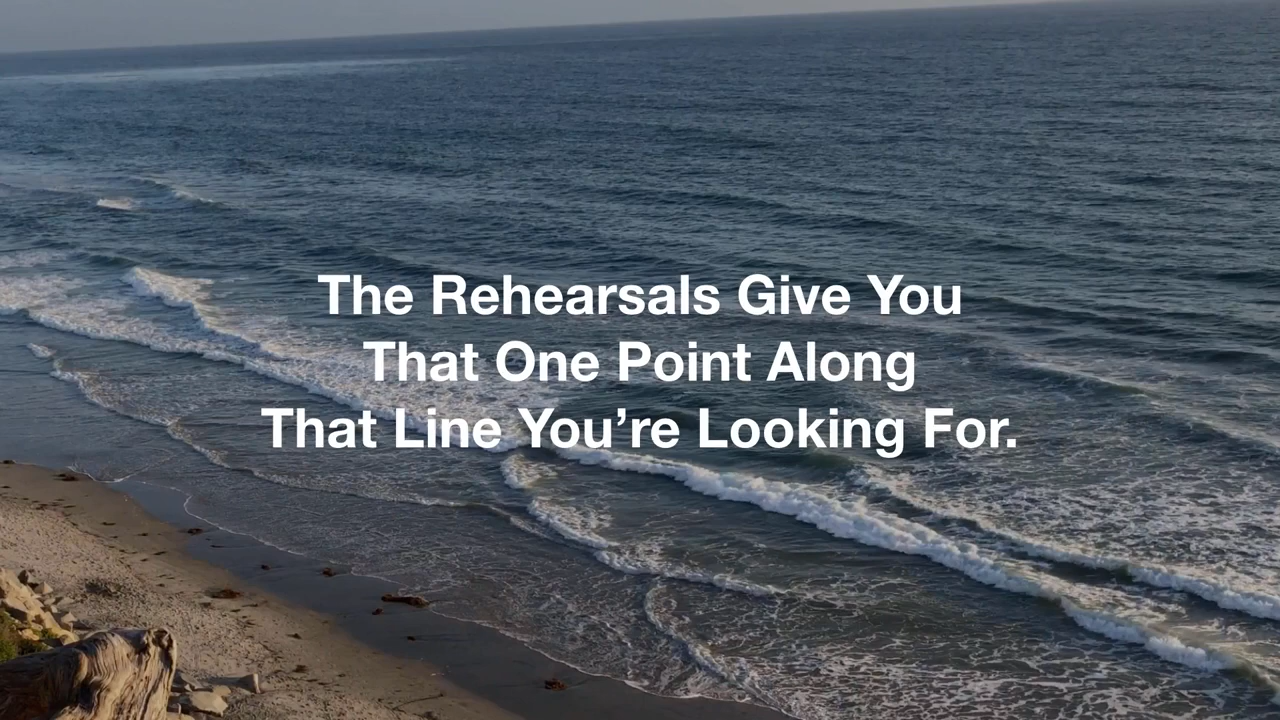 The Rehearsals Give You
That One Point Along
That Line You’re Looking For.